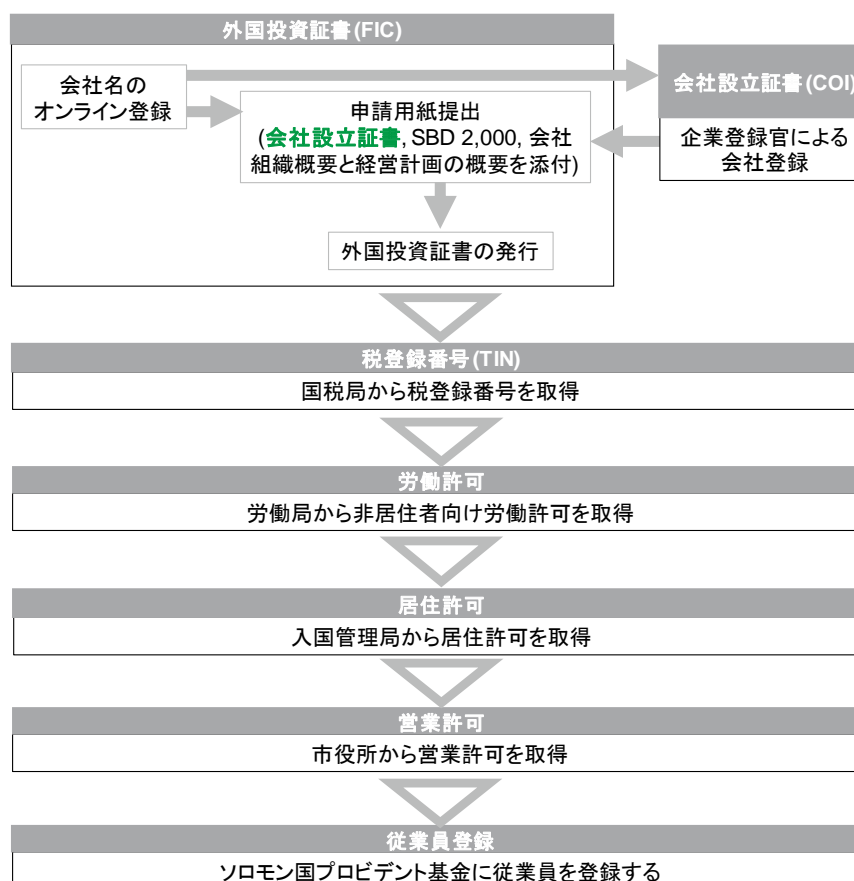 外国投資証書(FIC)
会社名の
オンライン登録
申請用紙提出
(会社設立証書, SBD 2,000, 会社
組織概要と経営計画の概要を添付)
外国投資証書の発行
会社設立証書(COI)
企業登録官による
会社登録
税登録番号(TIN)
国税局から税登録番号を取得
労働許可
労働局から非居住者向け労働許可を取得
居住許可
入国管理局から居住許可を取得
営業許可
市役所から営業許可を取得
従業員登録
ソロモン国プロビデント基金に従業員を登録する